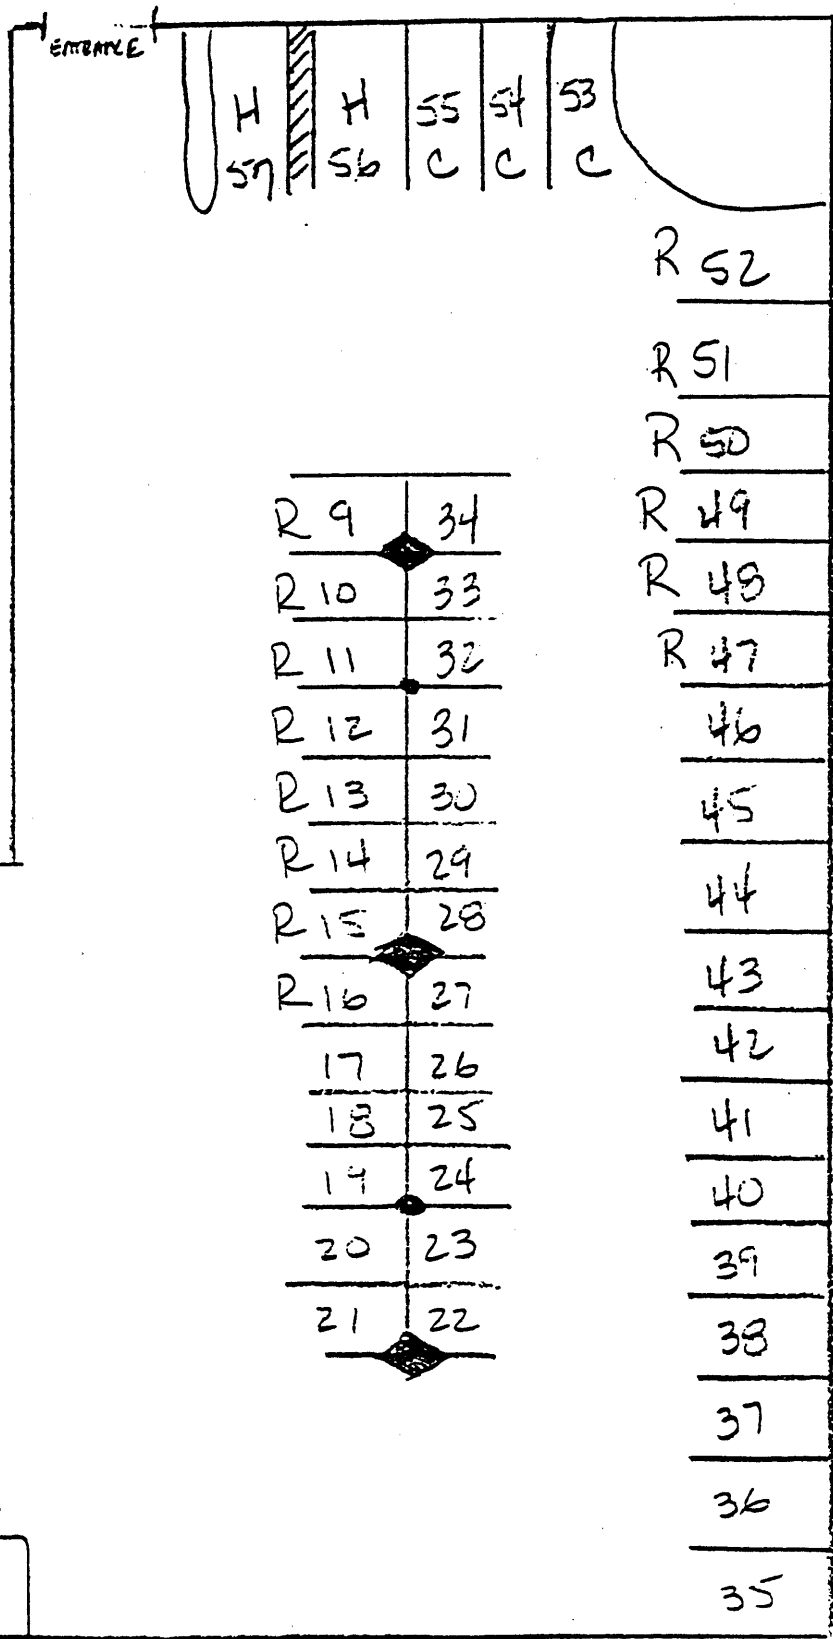 ENTRANCE
H H 55 54 53
57 56 C C C
R 52
R 51
R 50
R 9 34 R 49
R 10 33 R 48
R 11 32 R 47
R 12 31 46
R 13 30 45
R 14 29 44
R 15 28
R 16 27 43
17 26 42
18 25 41
19 24 40
20 23 39
21 22 38
37
36
35